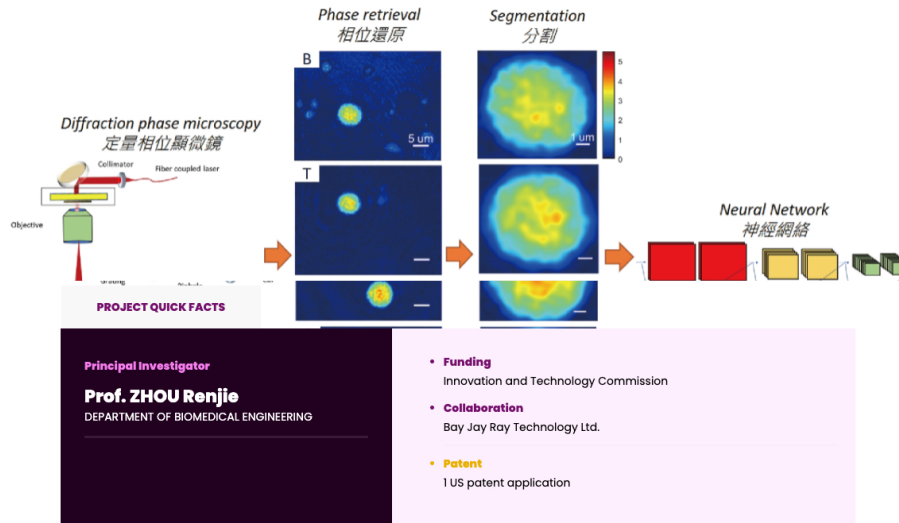 Phase retrieval
相位還原
Segmentation
分割
B
5 um
1 um
5
4
3
2
1
0
Diffraction phase microscopy
定量相位顯微鏡
Collimator
Fiber coupled laser
Objective
T
Neural Network
神經網絡
PROJECT QUICK FACTS
Principal Investigator
Prof. ZHOU Renjie
DEPARTMENT OF BIOMEDICAL ENGINEERING
Funding
Innovation and Technology Commission
Collaboration
Bay Jay Ray Technology Ltd.
Patent
1 US patent application